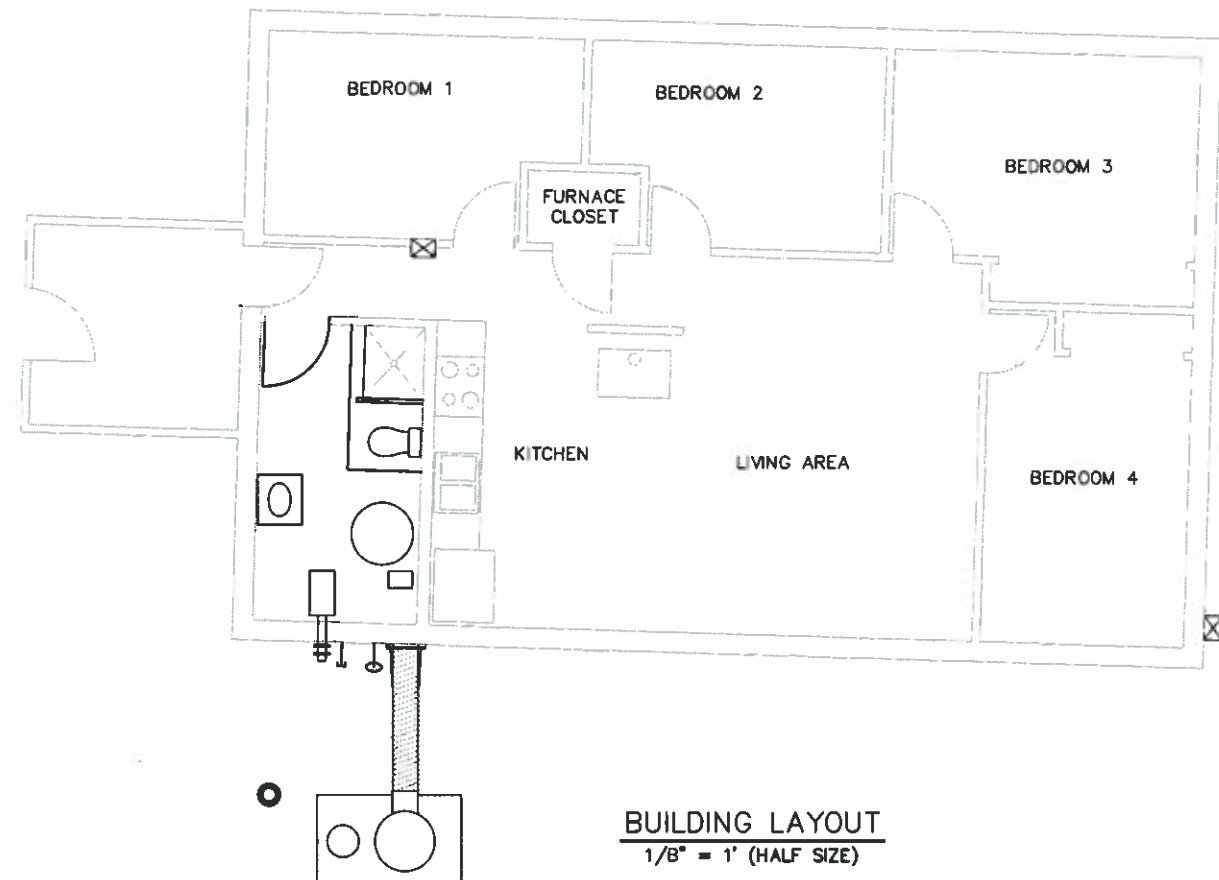 BEDROOM 1
BEDROOM 2
BEDROOM 3
FURNACE
CLOSET
KITCHEN
LIVING AREA
BEDROOM 4
BUILDING LAYOUT
1/8" = 1' (HALF SIZE)